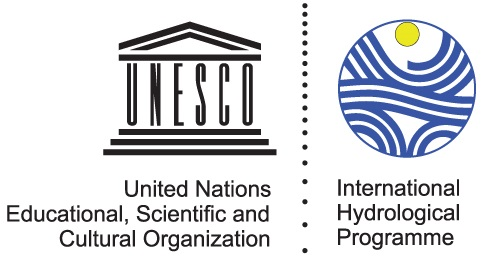 UNESCO
United Nations
Educational, Scientific and
Cultural Organization
International
Hydrological
Programme